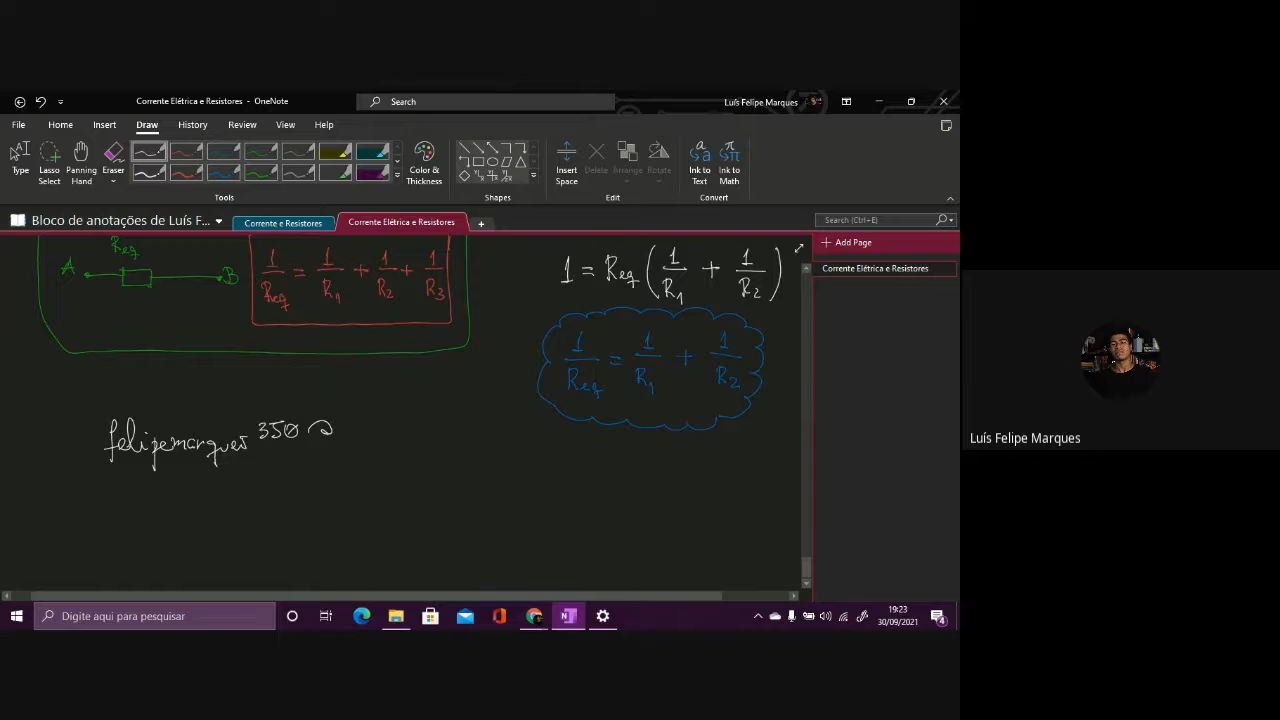 Corrente Elétrica e Resistores - OneNote
Search
Luís Felipe Marques
File Home Insert Draw History Review View Help
Type
Lasso Select
Panning Hand
Eraser
Color & Thickness
Insert Space
Delete
Arrange
Rotate
Ink to Text
Ink to Math
Tools
Shapes
Edit
Convert
Bloco de anotações de Luís F...
Corrente e Resistores
Corrente Elétrica e Resistores
Search (Ctrl+E)
Add Page
Corrente Elétrica e Resistores
Req
A B
1/Req = 1/R1 + 1/R2 + 1/R3
1 = Req (1/R1 + 1/R2)
1/Req = 1/R1 + 1/R2
felipemarques 350
Luís Felipe Marques
Digite aqui para pesquisar
19:23
30/09/2021
4